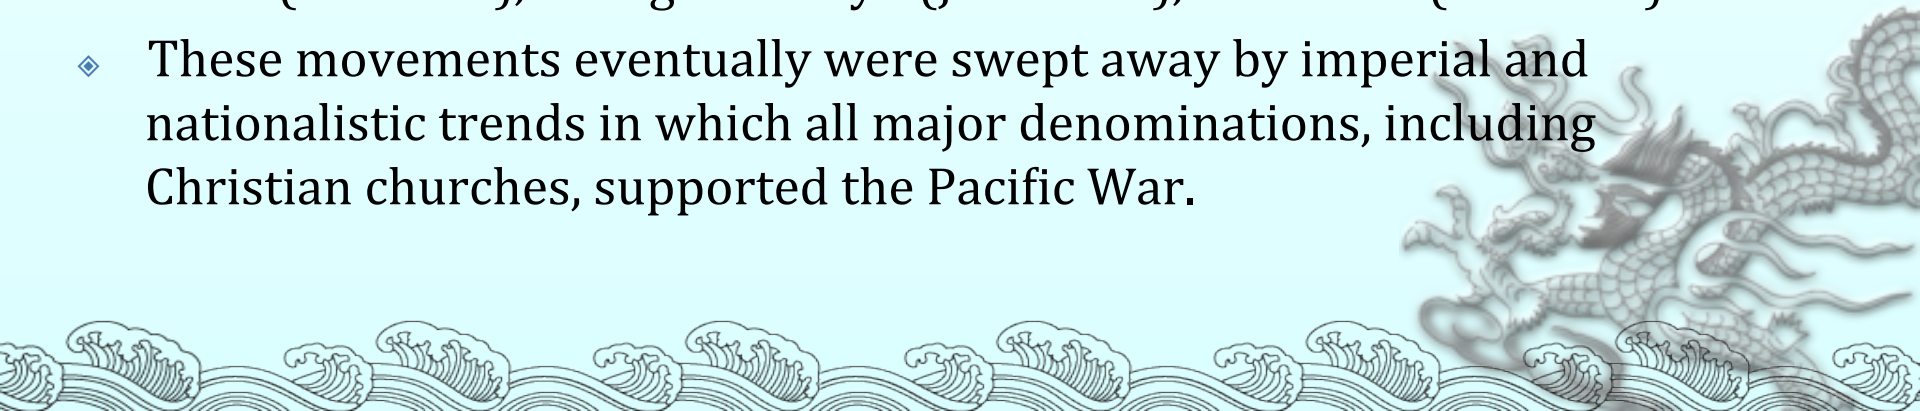 These movements eventually were swept away by imperial and
nationalistic trends in which all major denominations, including
Christian churches, supported the Pacific War.